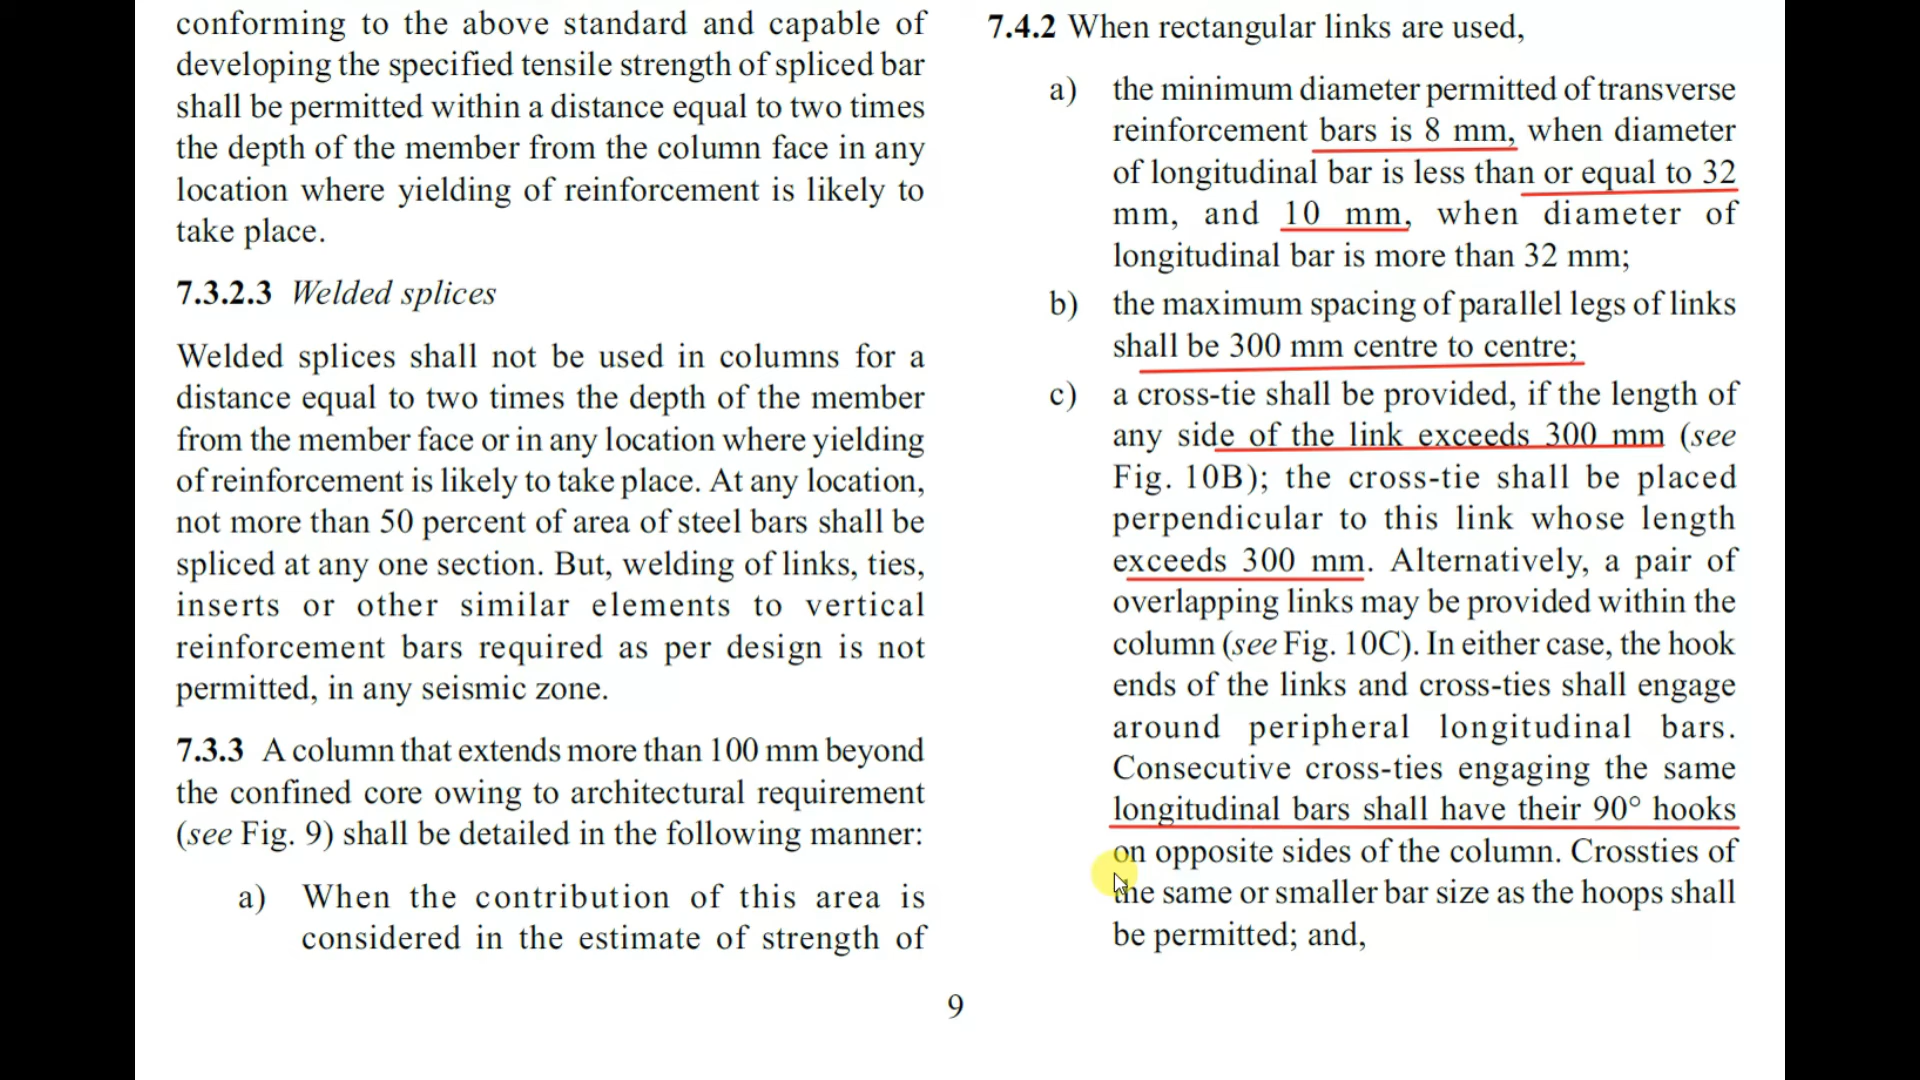 conforming to the above standard and capable of
developing the specified tensile strength of spliced bar
shall be permitted within a distance equal to two times
the depth of the member from the column face in any
location where yielding of reinforcement is likely to
take place.
7.3.2.3 Welded splices
Welded splices shall not be used in columns for a
distance equal to two times the depth of the member
from the member face or in any location where yielding
of reinforcement is likely to take place. At any location,
not more than 50 percent of area of steel bars shall be
spliced at any one section. But, welding of links, ties,
inserts or other similar elements to vertical
reinforcement bars required as per design is not
permitted, in any seismic zone.
7.3.3 A column that extends more than 100 mm beyond
the confined core owing to architectural requirement
(see Fig. 9) shall be detailed in the following manner:
a) When the contribution of this area is
considered in the estimate of strength of
7.4.2 When rectangular links are used,
a) the minimum diameter permitted of transverse
reinforcement bars is 8 mm, when diameter
of longitudinal bar is less than or equal to 32
mm, and 10 mm, when diameter of
longitudinal bar is more than 32 mm;
b) the maximum spacing of parallel legs of links
shall be 300 mm centre to centre;
c) a cross-tie shall be provided, if the length of
any side of the link exceeds 300 mm (see
Fig. 10B); the cross-tie shall be placed
perpendicular to this link whose length
exceeds 300 mm. Alternatively, a pair of
overlapping links may be provided within the
column (see Fig. 10C). In either case, the hook
ends of the links and cross-ties shall engage
around peripheral longitudinal bars.
Consecutive cross-ties engaging the same
longitudinal bars shall have their 90° hooks
on opposite sides of the column. Crossties of
the same or smaller bar size as the hoops shall
be permitted; and,
9